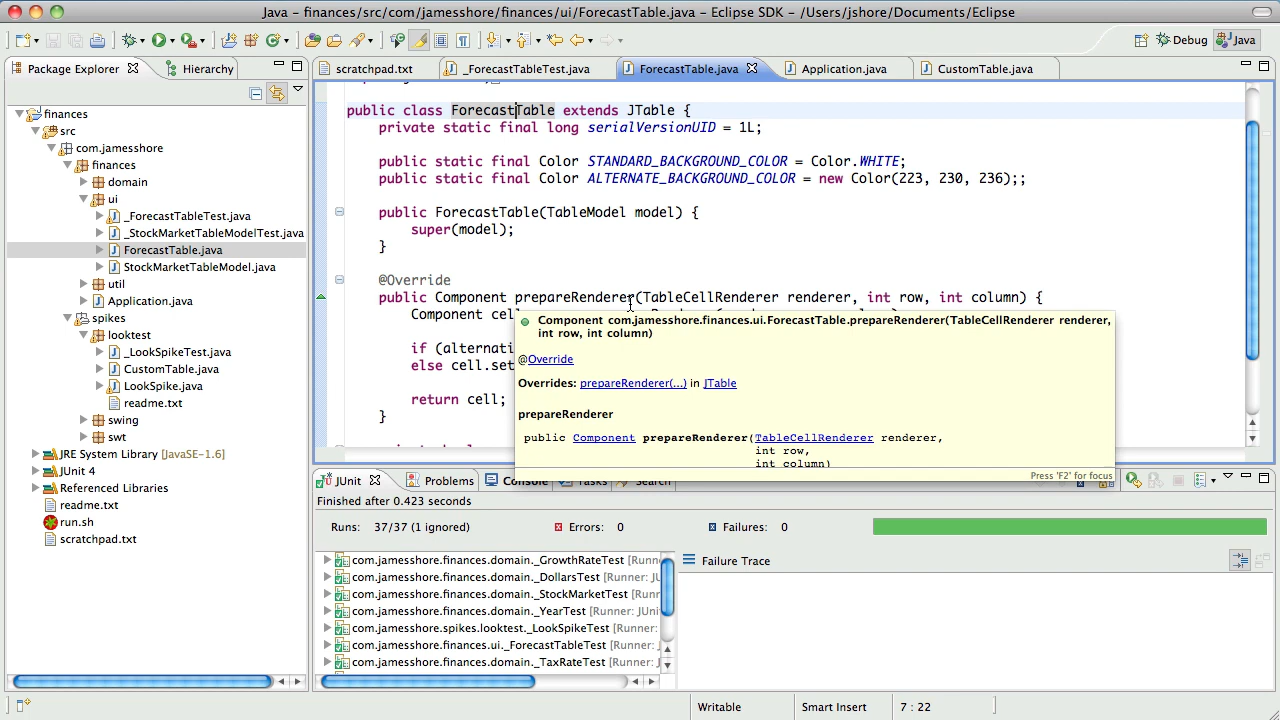 Java – finances/src/com/jamesshore/finances/ui/ForecastTable.java – Eclipse SDK – /Users/jshore/Documents/Eclipse
Debug
Java
Package Explorer
Hierarchy
scratchpad.txt
_ForecastTableTest.java
ForecastTable.java
Application.java
CustomTable.java
finances
src
com.jamesshore
finances
domain
ui
_ForecastTableTest.java
_StockMarketTableModelTest.java
ForecastTable.java
StockMarketTableModel.java
util
Application.java
spikes
looktest
_LookSpikeTest.java
CustomTable.java
LookSpike.java
readme.txt
swing
swt
JRE System Library [JavaSE-1.6]
JUnit 4
Referenced Libraries
readme.txt
run.sh
scratchpad.txt
public class ForecastTable extends JTable {
private static final long serialVersionUID = 1L;
public static final Color STANDARD_BACKGROUND_COLOR = Color.WHITE;
public static final Color ALTERNATE_BACKGROUND_COLOR = new Color(223, 230, 236);;
public ForecastTable(TableModel model) {
super(model);
}
@Override
public Component prepareRenderer(TableCellRenderer renderer, int row, int column) {
Component cel
if (alternati
else cell.set
return cell;
}
Component com.jamesshore.finances.ui.ForecastTable.prepareRenderer(TableCellRenderer renderer,
int row, int column)
@Override
Overrides: prepareRenderer(...) in JTable
prepareRenderer
public Component prepareRenderer(TableCellRenderer renderer,
int row,
int column)
Press 'F2' for focus
JUnit
Problems
Console
Tasks
Search
Finished after 0.423 seconds
Runs: 37/37 (1 ignored)
Errors: 0
Failures: 0
com.jamesshore.finances.domain._GrowthRateTest [Runne
com.jamesshore.finances.domain._DollarsTest [Runner: JU
com.jamesshore.finances.domain._StockMarketTest [Runn
com.jamesshore.finances.domain._YearTest [Runner: JUni
com.jamesshore.spikes.looktest._LookSpikeTest [Runner:
com.jamesshore.finances.ui._ForecastTableTest [Runner: J
com.jamesshore.finances.domain._TaxRateTest [Runner: J
Failure Trace
Writable
Smart Insert
7 : 22